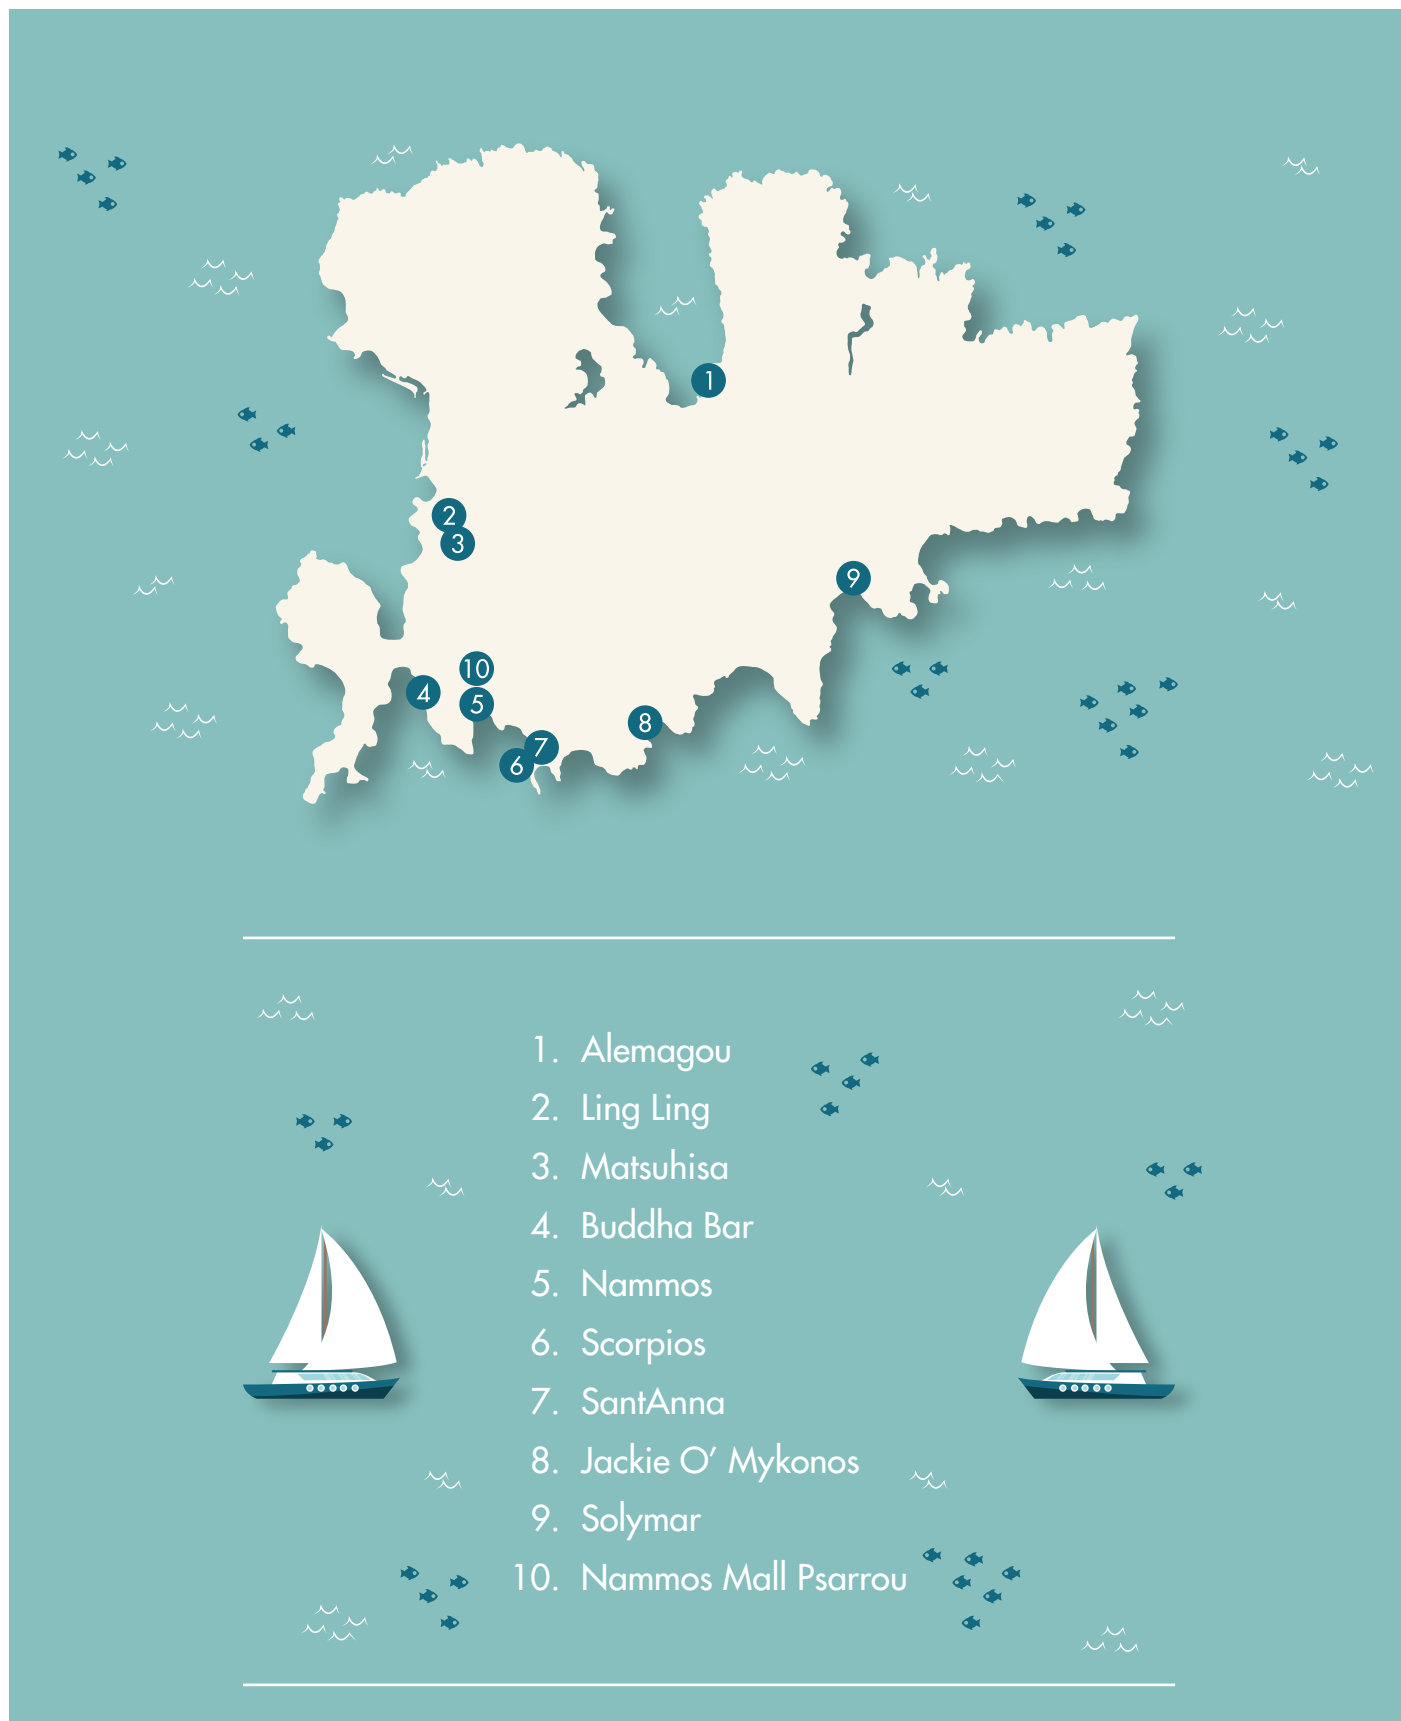 1
2
3
9
10
4
5
8
7
6
1. Alemagou
2. Ling Ling
3. Matsuhisa
4. Buddha Bar
5. Nammos
6. Scorpios
7. SantAnna
8. Jackie O’ Mykonos
9. Solymar
10. Nammos Mall Psarrou